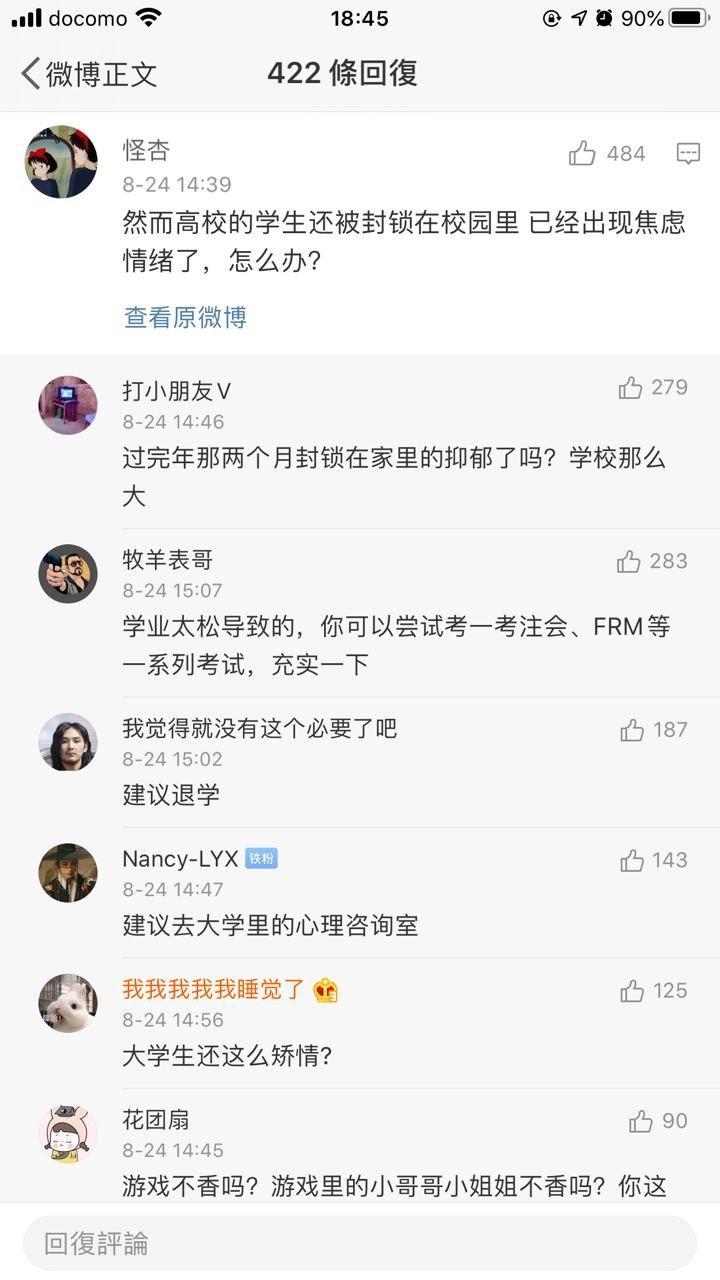 docomo
18:45
90%
微博正文
422 條回復
怪杏
484
8-24 14:39
然而高校的学生还被封锁在校园里 已经出现焦虑
情绪了，怎么办？
查看原微博
打小朋友V
279
8-24 14:46
过完年那两个月封锁在家里的抑郁了吗？学校那么
大
牧羊表哥
283
8-24 15:07
学业太松导致的，你可以尝试考一考注会、FRM等
一系列考试，充实一下
我觉得就没有这个必要了吧
187
8-24 15:02
建议退学
Nancy-LYX 铁粉
143
8-24 14:47
建议去大学里的心理咨询室
我我我我我睡觉了
125
8-24 14:56
大学生还这么矫情?
花团扇
90
8-24 14:45
游戏不香吗？游戏里的小哥哥小姐姐不香吗？你这
回復評論